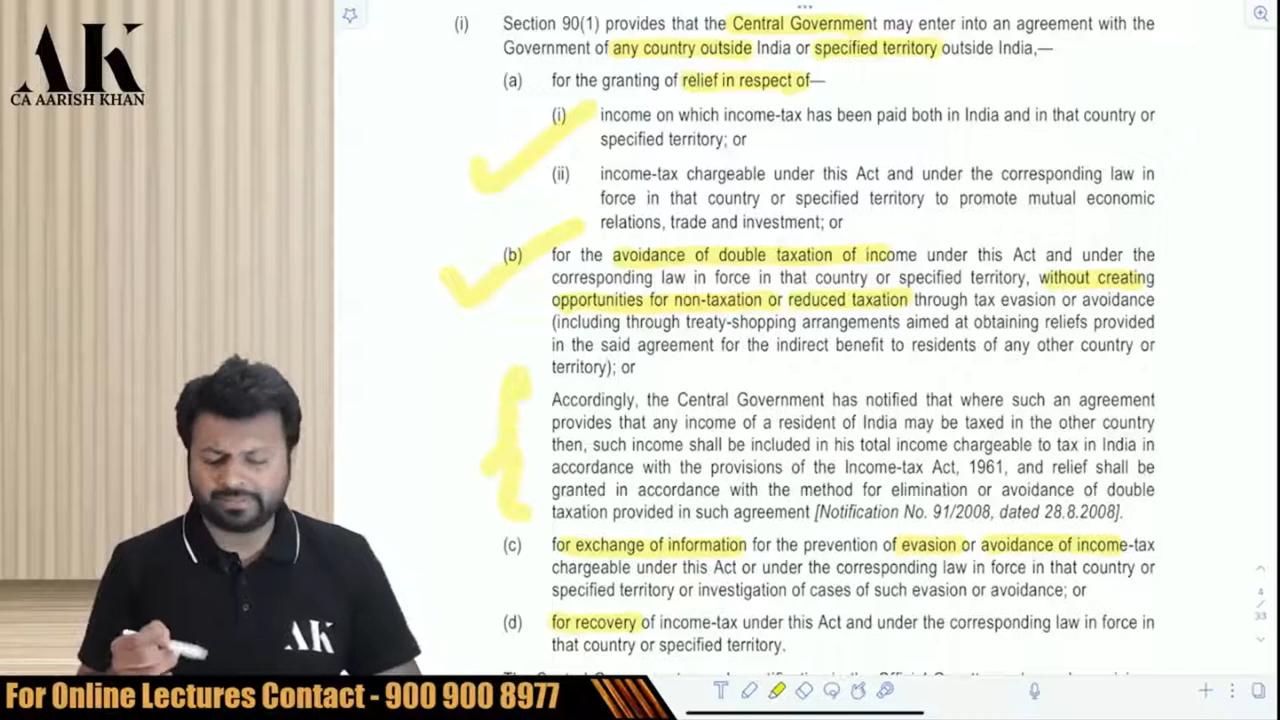 AK
CA AARISH KHAN
(i) Section 90(1) provides that the Central Government may enter into an agreement with the
Government of any country outside India or specified territory outside India,—
(a) for the granting of relief in respect of—
(i) income on which income-tax has been paid both in India and in that country or
specified territory; or
(ii) income-tax chargeable under this Act and under the corresponding law in
force in that country or specified territory to promote mutual economic
relations, trade and investment; or
(b) for the avoidance of double taxation of income under this Act and under the
corresponding law in force in that country or specified territory, without creating
opportunities for non-taxation or reduced taxation through tax evasion or avoidance
(including through treaty-shopping arrangements aimed at obtaining reliefs provided
in the said agreement for the indirect benefit to residents of any other country or
territory); or
Accordingly, the Central Government has notified that where such an agreement
provides that any income of a resident of India may be taxed in the other country
then, such income shall be included in his total income chargeable to tax in India in
accordance with the provisions of the Income-tax Act, 1961, and relief shall be
granted in accordance with the method for elimination or avoidance of double
taxation provided in such agreement [Notification No. 91/2008, dated 28.8.2008].
(c) for exchange of information for the prevention of evasion or avoidance of income-tax
chargeable under this Act or under the corresponding law in force in that country or
specified territory or investigation of cases of such evasion or avoidance; or
(d) for recovery of income-tax under this Act and under the corresponding law in force in
that country or specified territory.
4
/
33
AK
For Online Lectures Contact - 900 900 8977